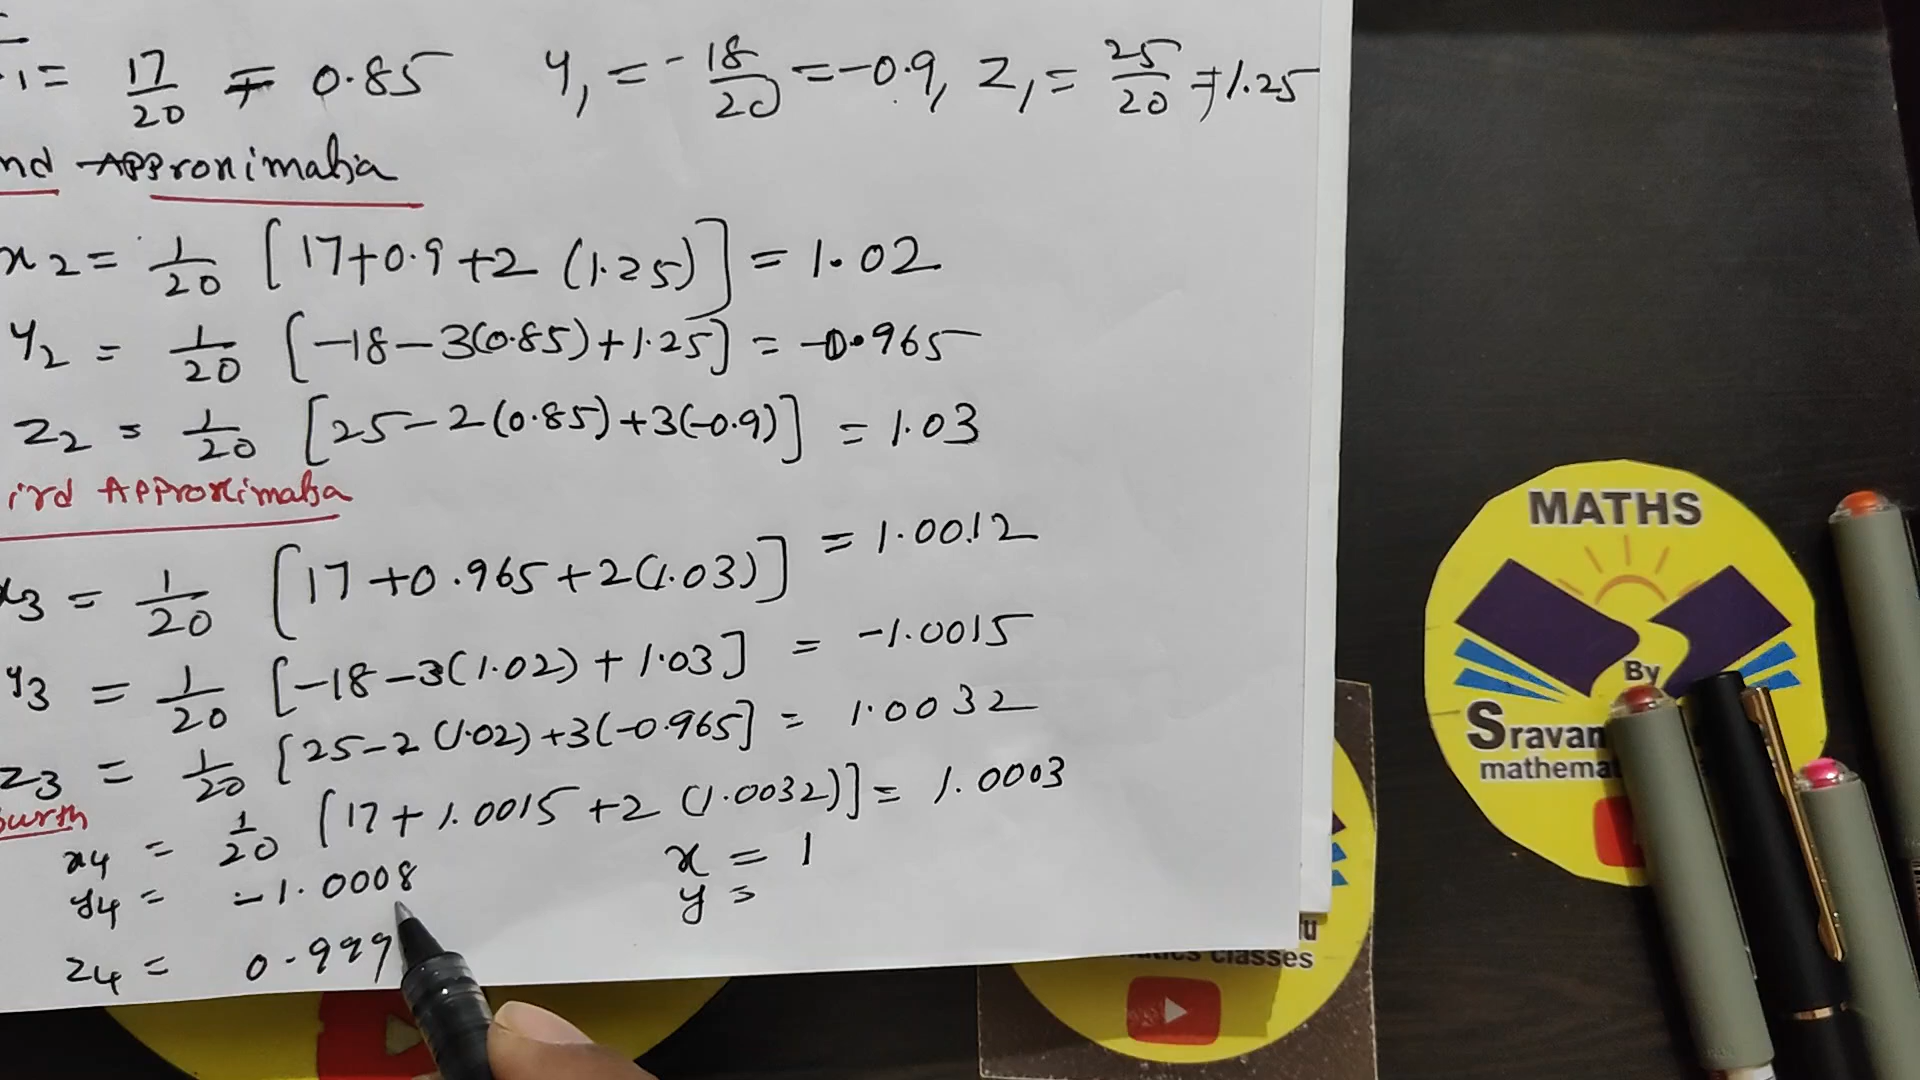 1 = 17/20 = 0.85 y1 = -18/20 = -0.9, z1 = 25/20 = 1.25
nd Approximatia
x2 = 1/20 [17+0.9+2 (1.25)] = 1.02
y2 = 1/20 [-18-3(0.85)+1.25] = -0.965
z2 = 1/20 [25-2(0.85)+3(-0.9)] = 1.03
ird Approximatia
x3 = 1/20 [17+0.965+2(1.03)] = 1.0012
y3 = 1/20 [-18-3(1.02)+1.03] = -1.0015
z3 = 1/20 [25-2(1.02)+3(-0.965] = 1.0032
ourth
x4 = 1/20 [17+1.0015+2 (1.0032)] = 1.0003
y4 = -1.0008
z4 = 0.999
x = 1
y =
MATHS
By
Sravan
mathemat
classes